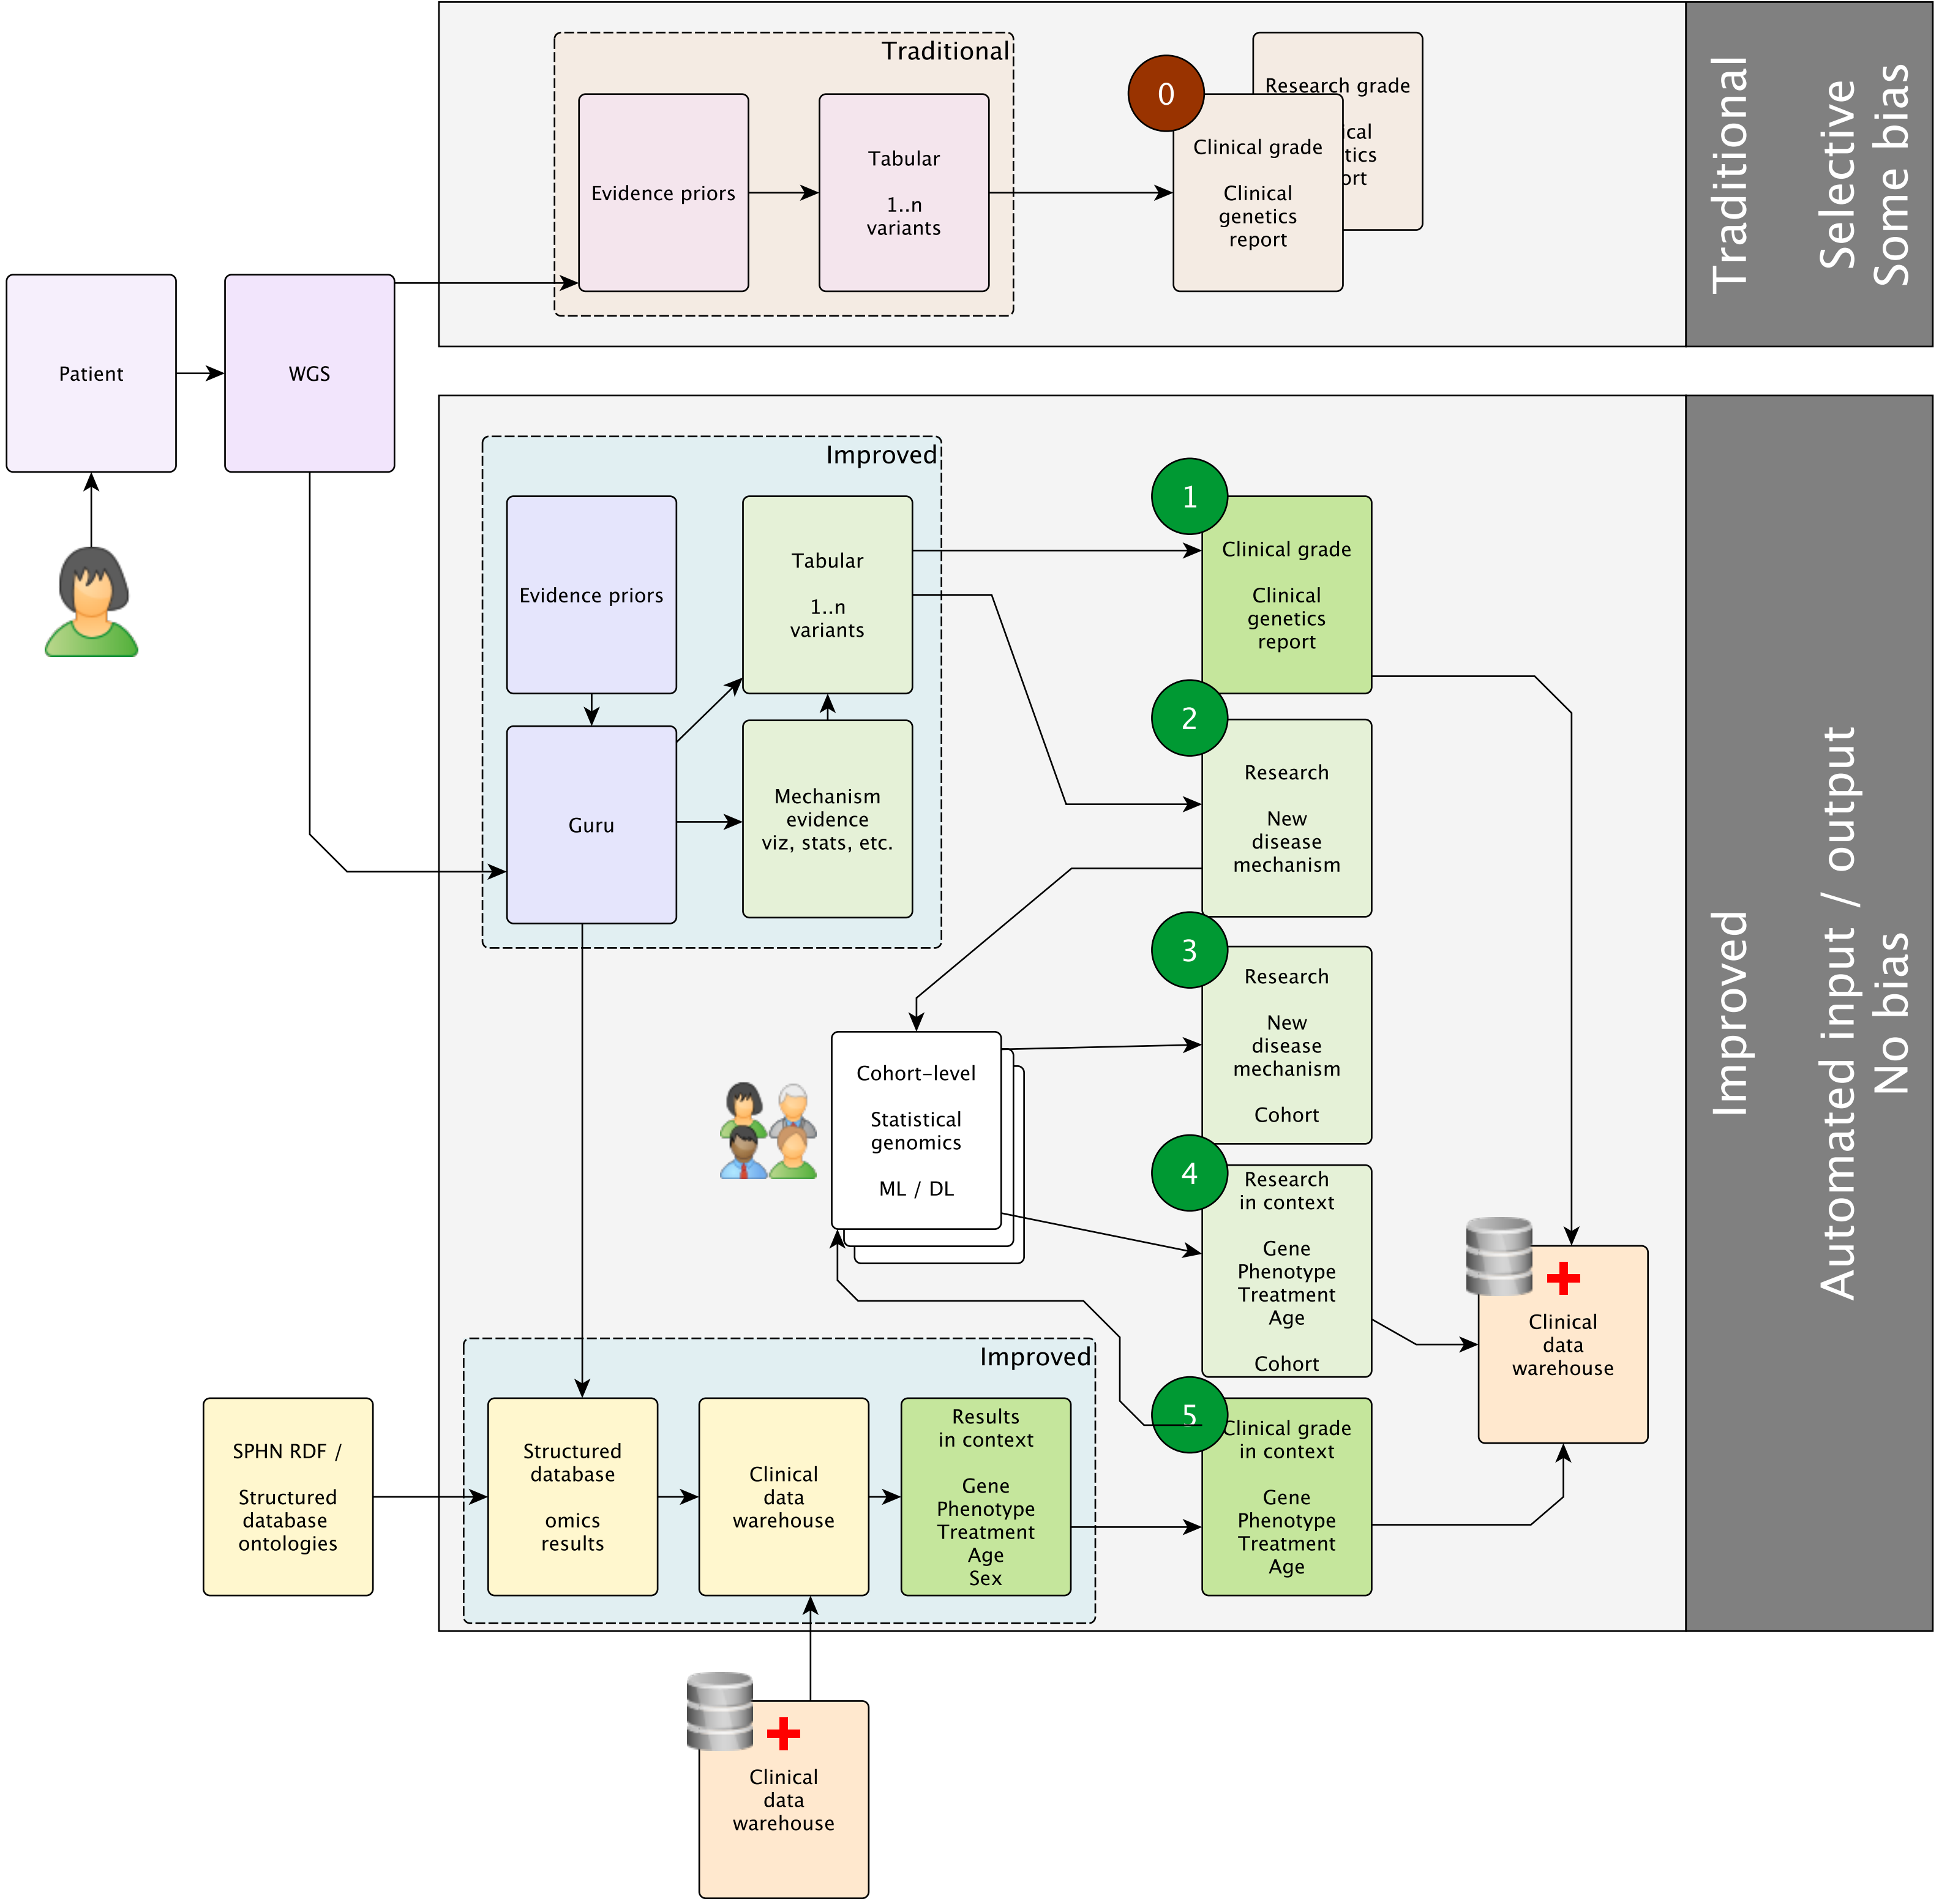 Traditional
Evidence priors
Tabular
1..n
variants
0
Research grade
ical
tics
ort
Clinical grade
Clinical
genetics
report
Traditional
Selective
Some bias
Patient
WGS
Improved
Evidence priors
Tabular
1..n
variants
Guru
Mechanism
evidence
viz, stats, etc.
1
Clinical grade
Clinical
genetics
report
2
Research
New
disease
mechanism
3
Research
New
disease
mechanism
Cohort
Cohort-level
Statistical
genomics
ML / DL
4
Research
in context
Gene
Phenotype
Treatment
Age
Cohort
Clinical
data
warehouse
Improved
Automated input / output
No bias
Improved
SPHN RDF /
Structured
database
ontologies
Structured
database
omics
results
Clinical
data
warehouse
Results
in context
Gene
Phenotype
Treatment
Age
Sex
5
Clinical grade
in context
Gene
Phenotype
Treatment
Age
Clinical
data
warehouse